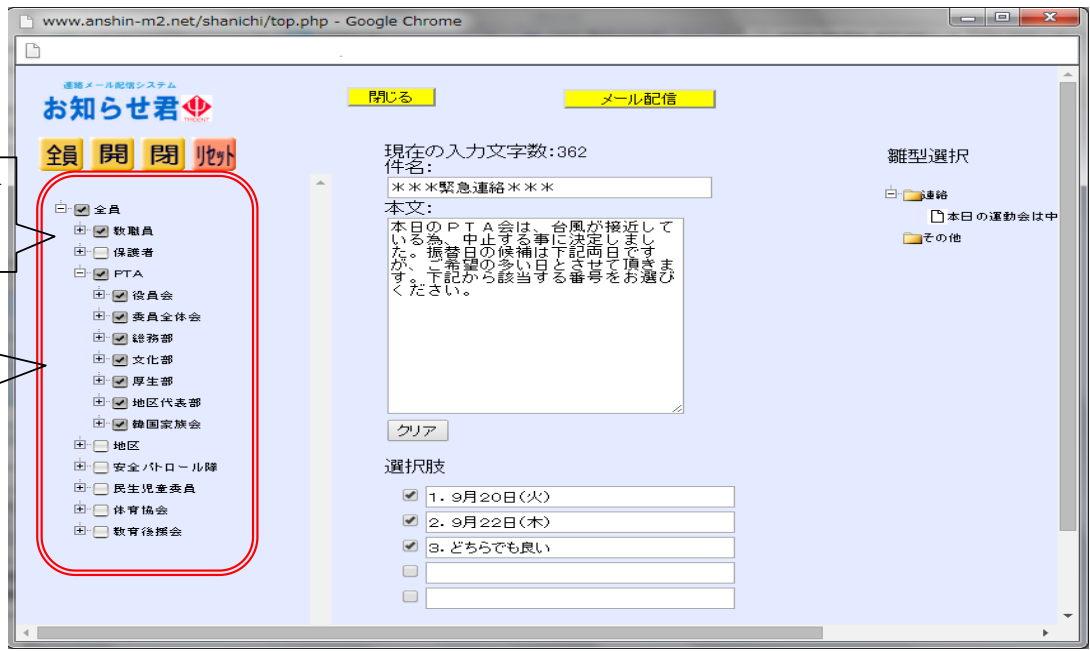 www.anshin-m2.net/shanichi/top.php - Google Chrome
連絡メール配信システム
お知らせ君
TRIDENT
閉じる
メール配信
全員
開
閉
リセット
現在の入力文字数:362
件名:
＊＊＊緊急連絡＊＊＊
本文:
本日のＰＴＡ会は、台風が接近して
いる為、中止する事に決定しまし
た。振替日の候補は下記両日です
が、ご希望の多い日とさせて頂きま
す。下記から該当する番号をお選び
ください。
クリア
選択肢
1. 9月20日(火)
2. 9月22日(木)
3. どちらでも良い
雛型選択
連絡
本日の運動会は中
その他
全員
教職員
保護者
PTA
役員会
委員全体会
総務部
文化部
厚生部
地区代表部
韓国家族会
地区
安全パトロール隊
民生児童委員
体育協会
教育後援会